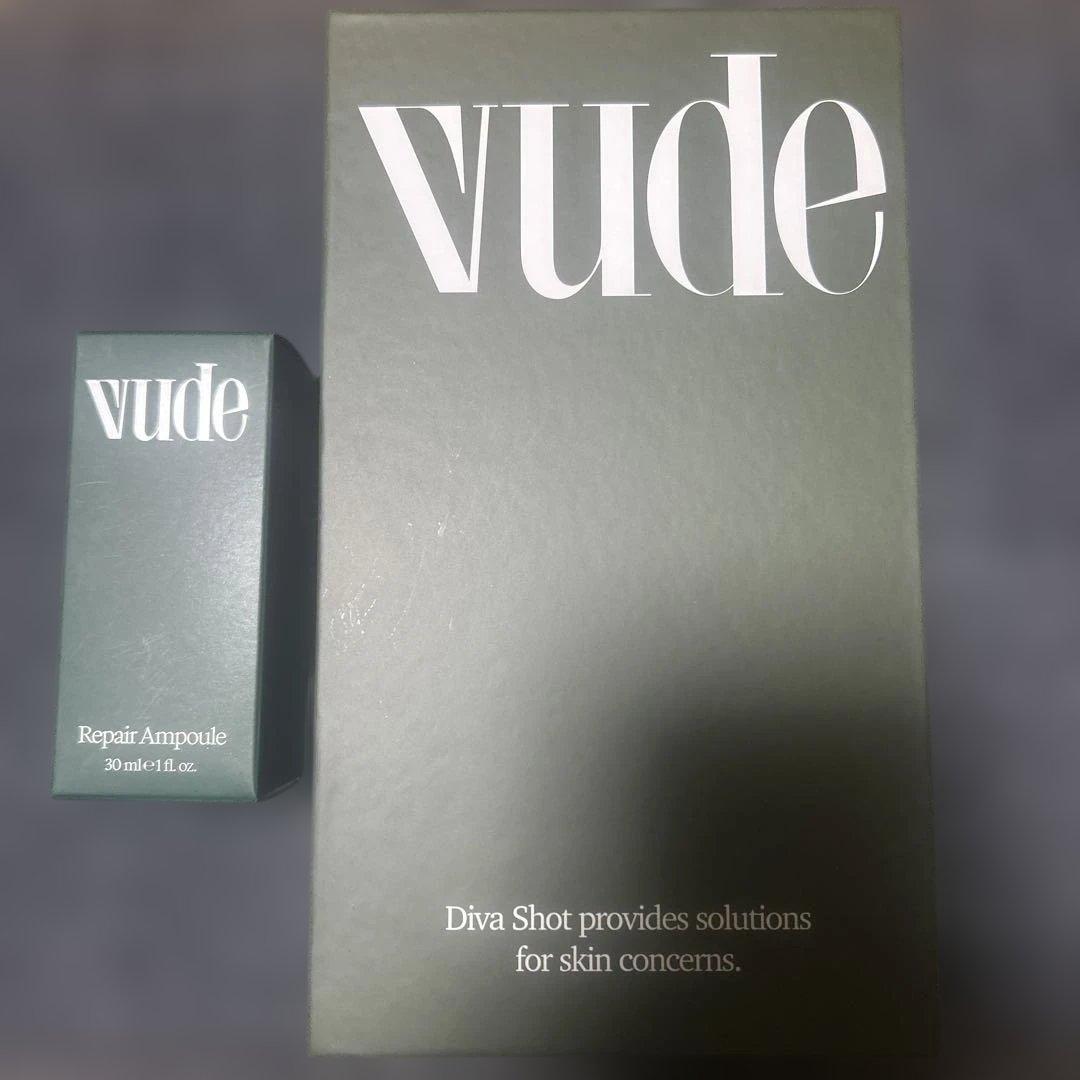 vude
Repair Ampoule
30 ml ℮ 1 fl. oz.
vude
Diva Shot provides solutions
for skin concerns.